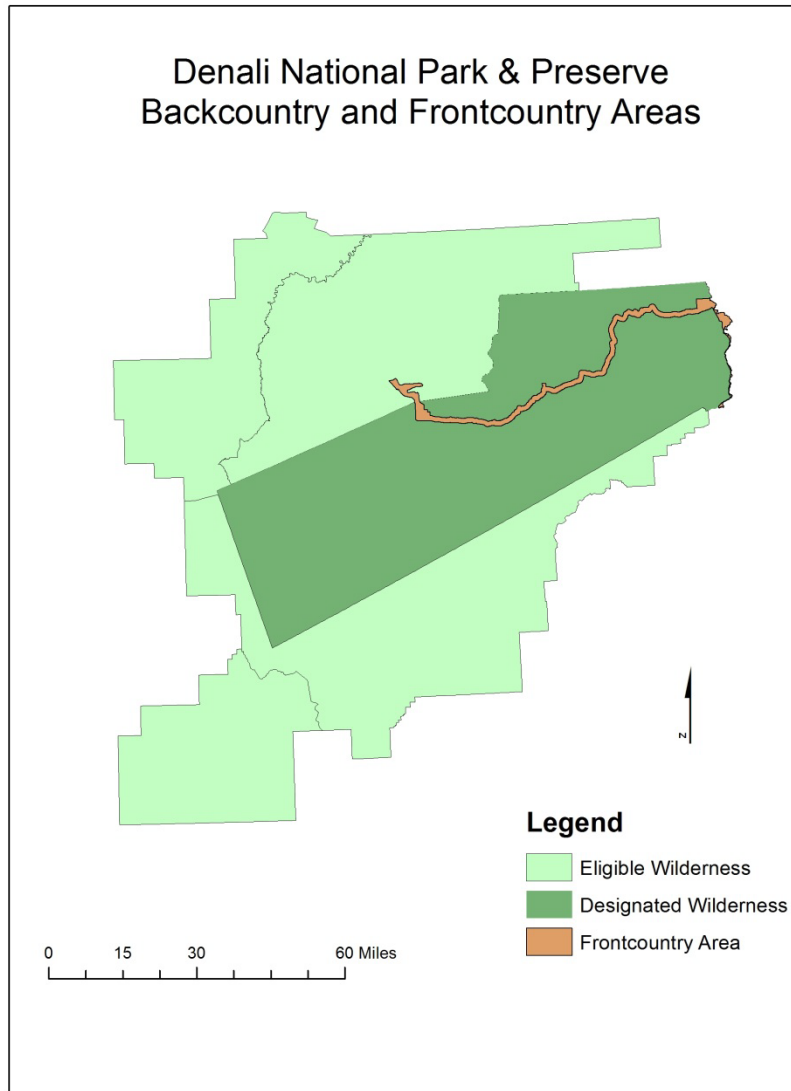 Denali National Park & Preserve
Backcountry and Frontcountry Areas
z
Legend
Eligible Wilderness
Designated Wilderness
Frontcountry Area
0 15 30 60 Miles